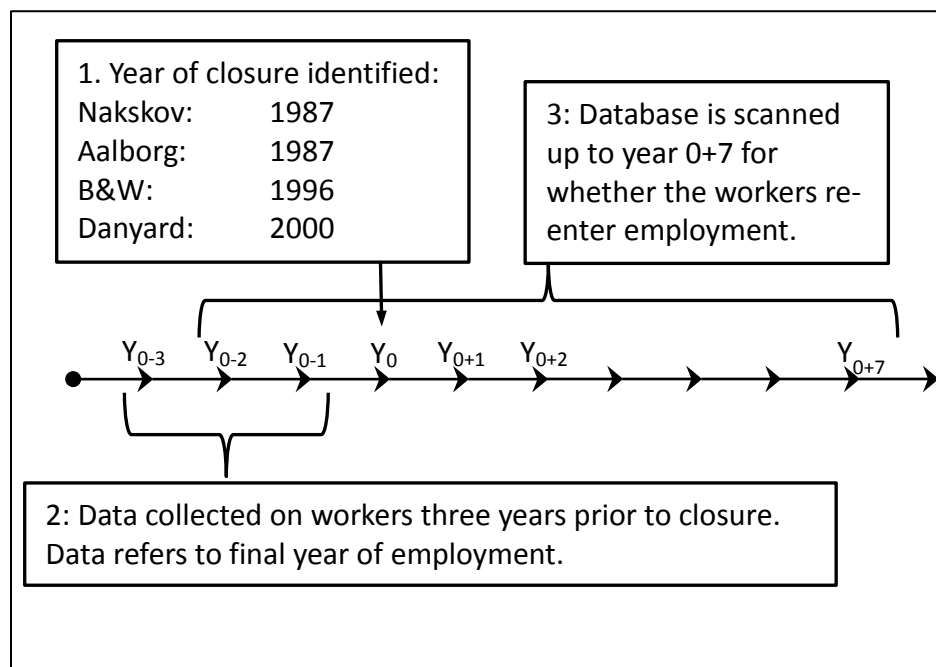 1. Year of closure identified:
Nakskov: 1987
Aalborg: 1987
B&W: 1996
Danyard: 2000
3: Database is scanned
up to year 0+7 for
whether the workers re-
enter employment.
Y0-3 Y0-2 Y0-1 Y0 Y0+1 Y0+2 Y0+7
2: Data collected on workers three years prior to closure.
Data refers to final year of employment.